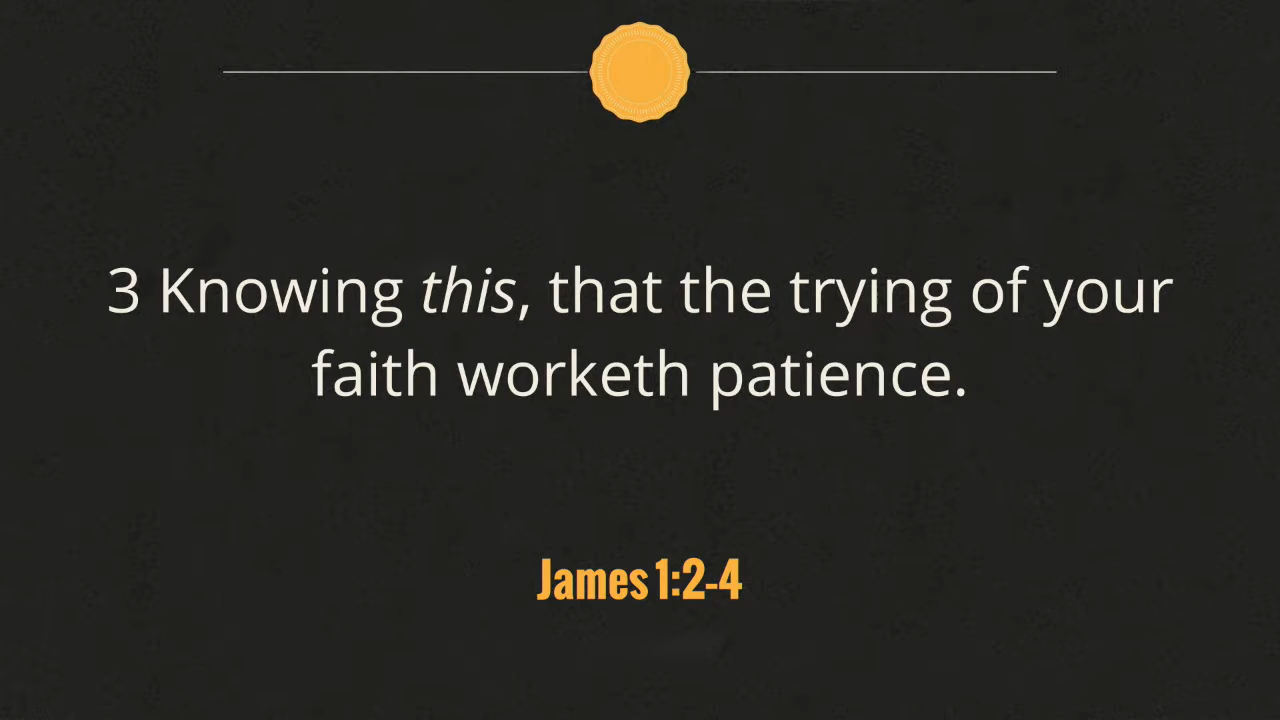 3 Knowing this, that the trying of your
faith worketh patience.
James 1:2-4